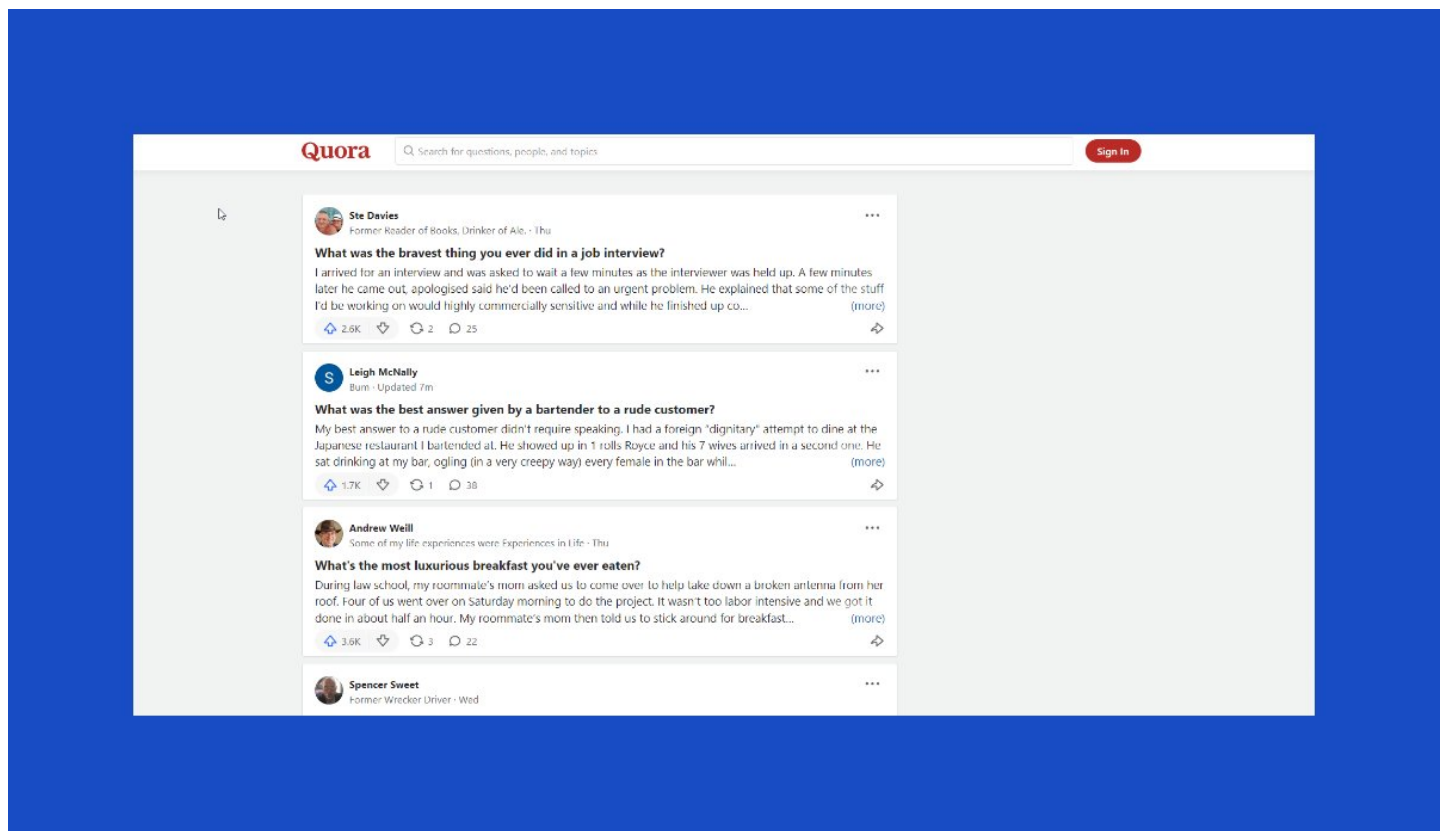 Quora
Search for questions, people, and topics
Sign In
Ste Davies
Former Reader of Books, Drinker of Ale. · Thu
What was the bravest thing you ever did in a job interview?
I arrived for an interview and was asked to wait a few minutes as the interviewer was held up. A few minutes
later he came out, apologised said he'd been called to an urgent problem. He explained that some of the stuff
I'd be working on would highly commercially sensitive and while he finished up co... (more)
2.6K 2 25
S
Leigh McNally
Bum · Updated 7m
What was the best answer given by a bartender to a rude customer?
My best answer to a rude customer didn't require speaking. I had a foreign "dignitary" attempt to dine at the
Japanese restaurant I bartended at. He showed up in 1 rolls Royce and his 7 wives arrived in a second one. He
sat drinking at my bar, ogling (in a very creepy way) every female in the bar whil... (more)
1.7K 1 38
Andrew Weill
Some of my life experiences were Experiences in Life · Thu
What's the most luxurious breakfast you've ever eaten?
During law school, my roommate's mom asked us to come over to help take down a broken antenna from her
roof. Four of us went over on Saturday morning to do the project. It wasn't too labor intensive and we got it
done in about half an hour. My roommate's mom then told us to stick around for breakfast... (more)
3.6K 3 22
Spencer Sweet
Former Wrecker Driver · Wed